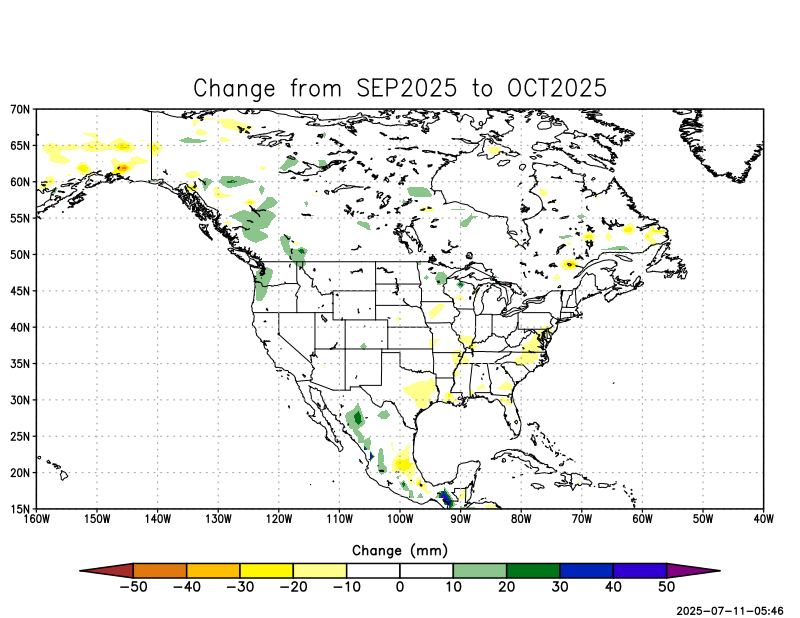 Change from SEP2025 to OCT2025
70N
65N
60N
55N
50N
45N
40N
35N
30N
25N
20N
15N
160W 150W 140W 130W 120W 110W 100W 90W 80W 70W 60W 50W 40W
Change (mm)
−50 −40 −30 −20 −10 0 10 20 30 40 50
2025-07-11-05:46